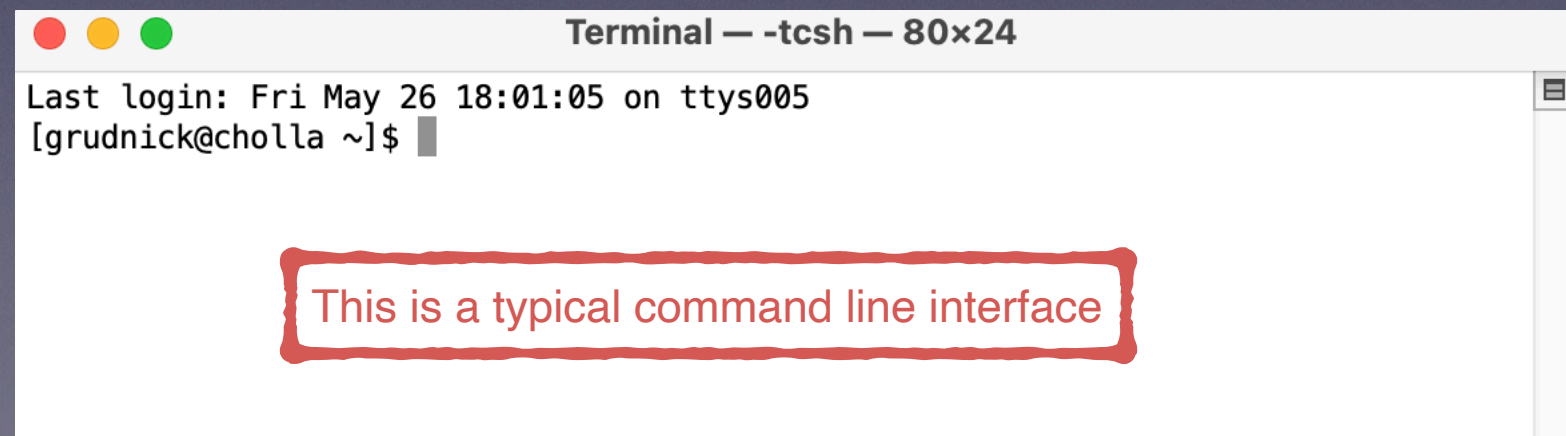 Terminal — -tcsh — 80×24
Last login: Fri May 26 18:01:05 on ttys005
[grudnick@cholla ~]$
This is a typical command line interface